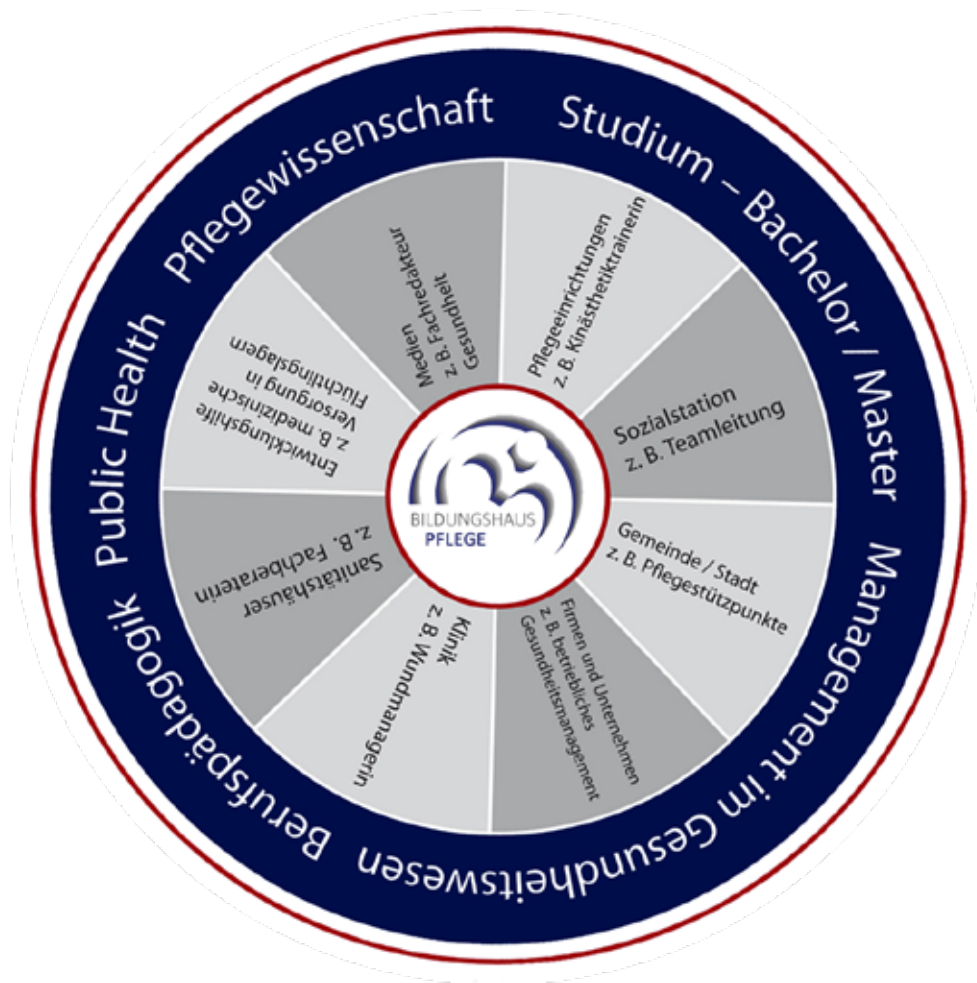 Studium – Bachelor / Master
Management im Gesundheitswesen
Berufspädagogik
Public Health
Pflegewissenschaft
Pflegeeinrichtungen
z. B. Kinästhetiktrainerin
Sozialstation
z. B. Teamleitung
Gemeinde / Stadt
z. B. Pflegestützpunkte
Firmen und Unternehmen
z. B. betriebliches
Gesundheitsmanagement
Klinik
z. B. Wundmanagerin
Sanitätshäuser
z. B. Fachberaterin
Entwicklungshilfe
z. B. medizinische
Versorgung in
Flüchtlingslagern
Medien
z. B. Fachredakteur
Gesundheit
BILDUNGSHAUS
PFLEGE